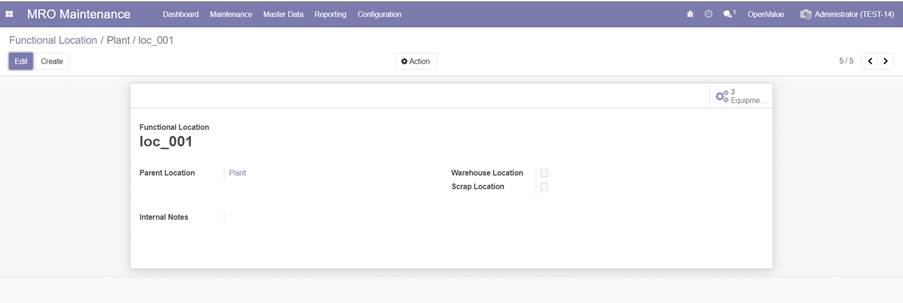 MRO Maintenance Dashboard Maintenance Master Data Reporting Configuration 1 OpenValue Administrator (TEST-14)
Functional Location / Plant / loc_001
Edit Create Action 5 / 5
3
Equipme...
Functional Location
loc_001
Parent Location Plant Warehouse Location
Scrap Location
Internal Notes